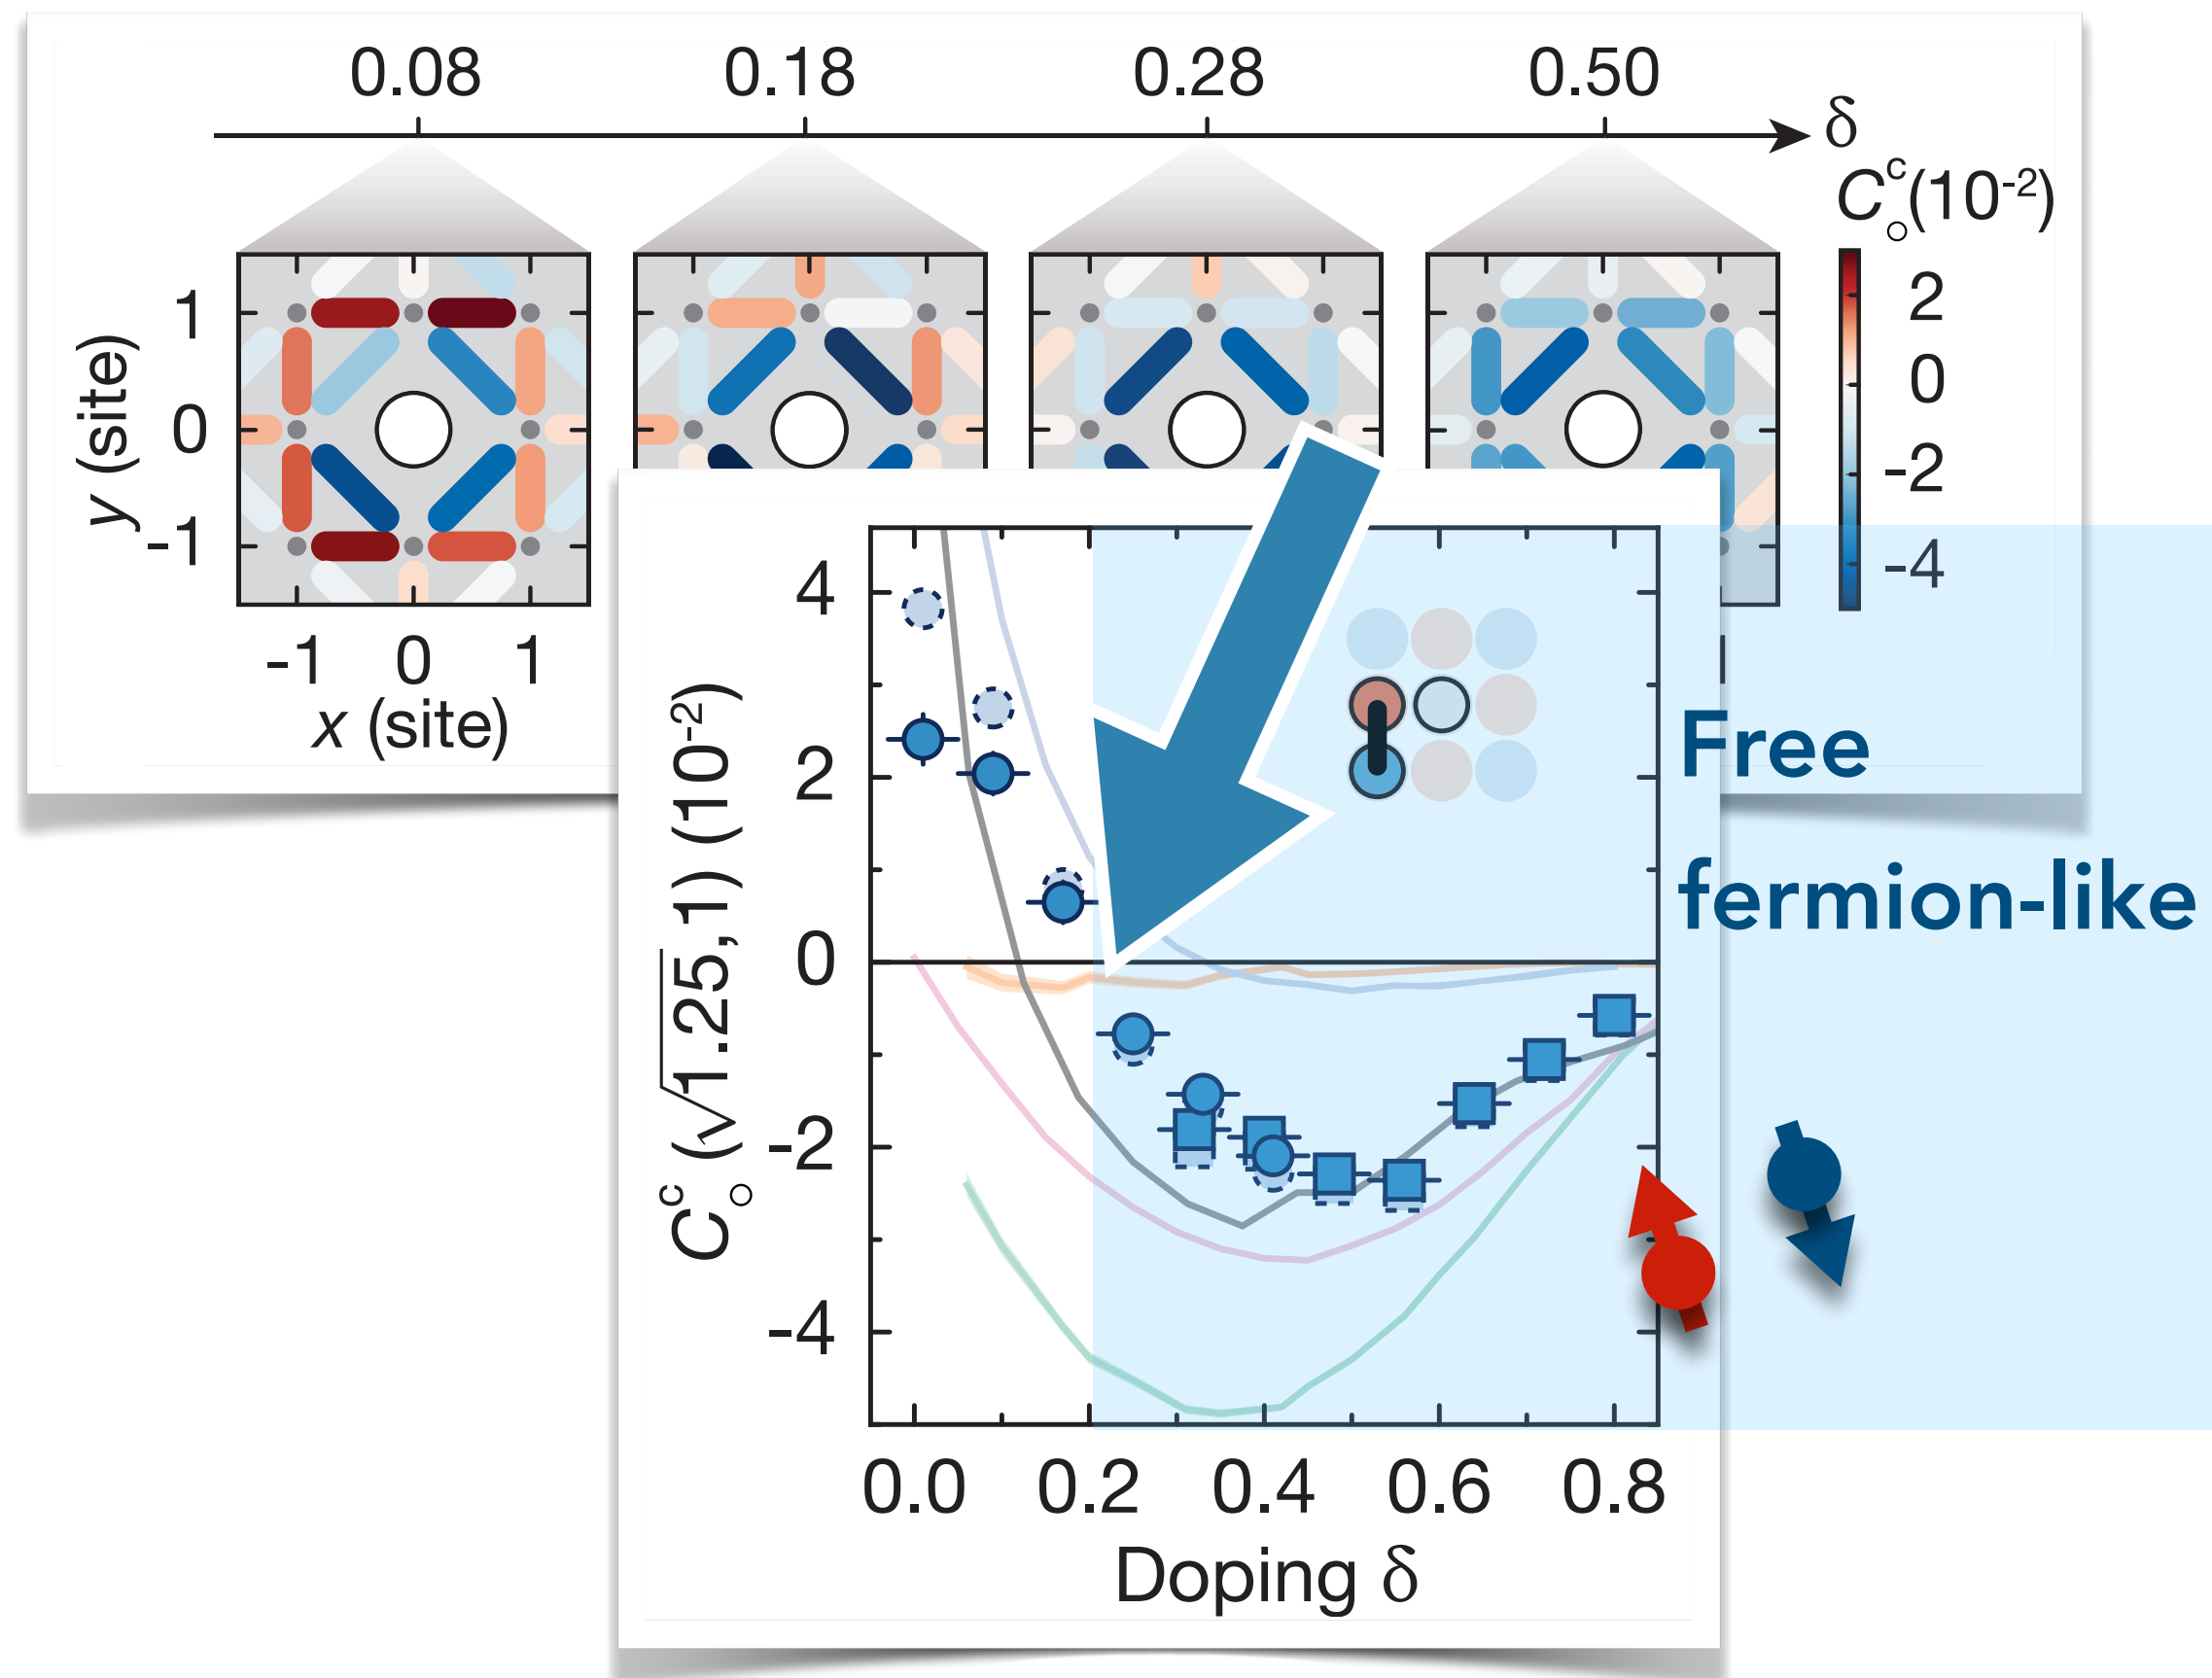 0.08 0.18 0.28 0.50
δ
C c ○ (10-2)
y (site)
1
0
-1
-1 0 1
x (site)
2
0
-2
-4
C c ○ (√1.25,1) (10-2)
4
2
0
-2
-4
0.0 0.2 0.4 0.6 0.8
Doping δ
Free
fermion-like